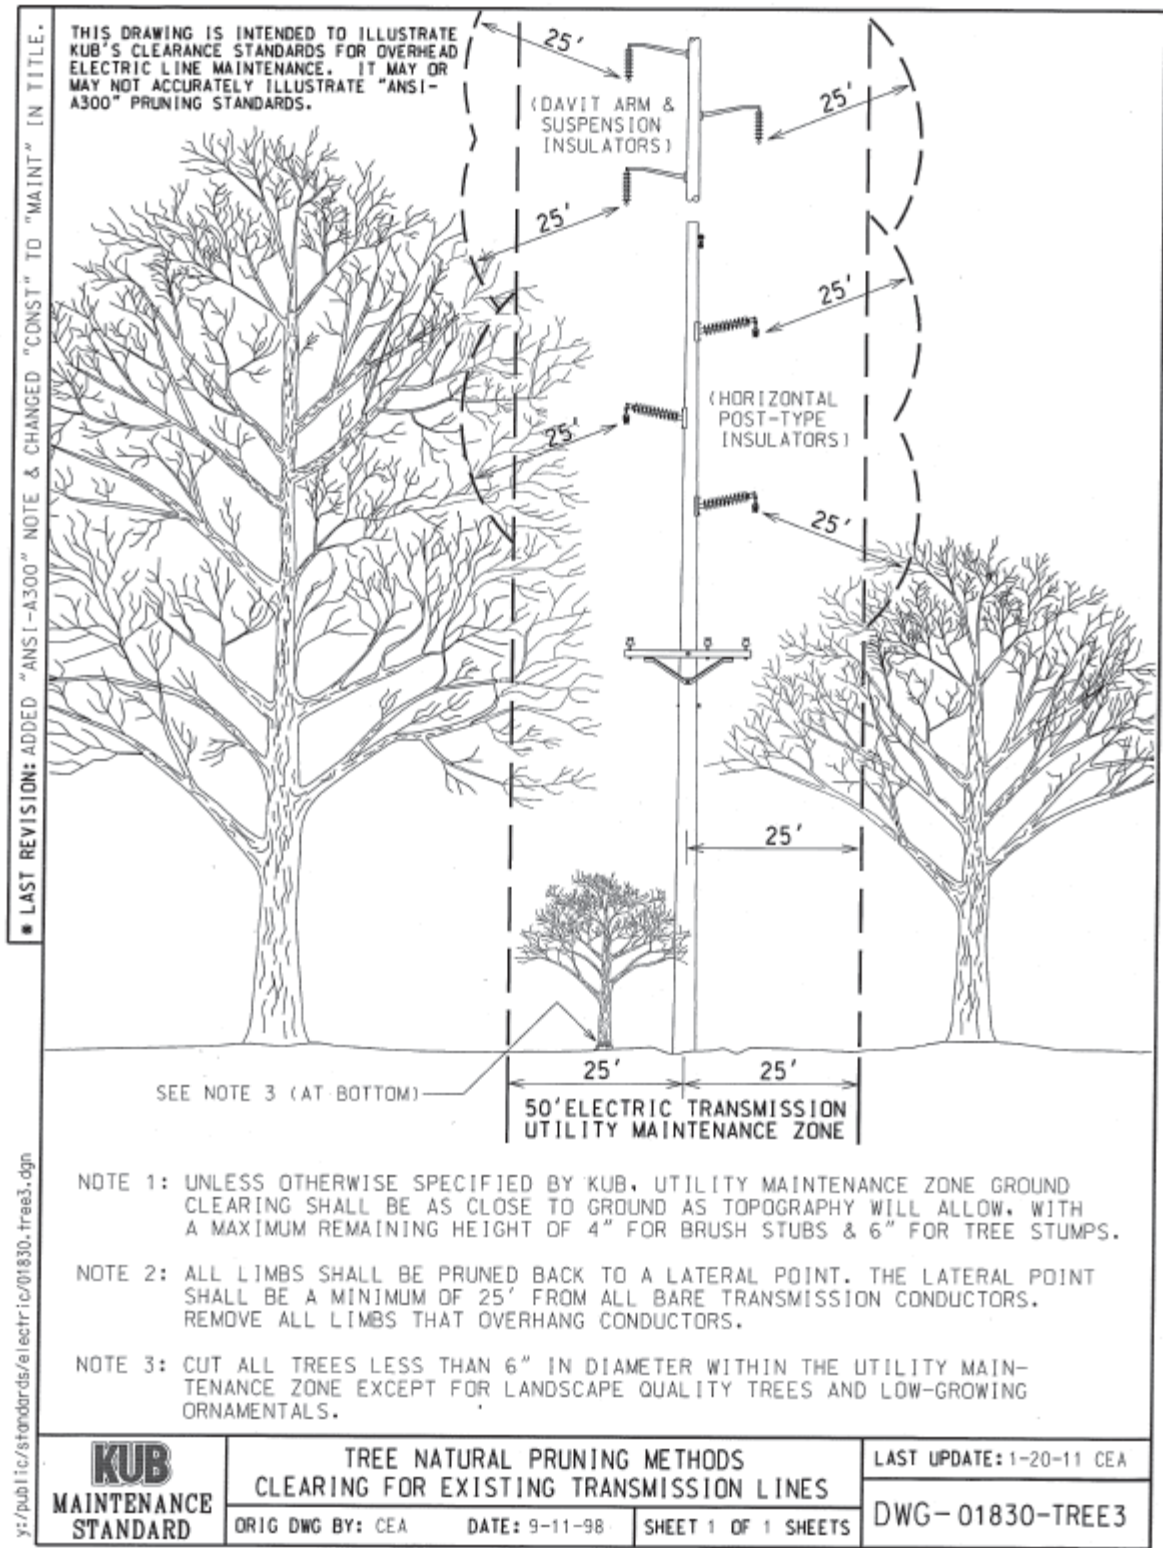 * LAST REVISION: ADDED "ANSI-A300" NOTE & CHANGED "CONST" TO "MAINT" IN TITLE.
THIS DRAWING IS INTENDED TO ILLUSTRATE
KUB'S CLEARANCE STANDARDS FOR OVERHEAD
ELECTRIC LINE MAINTENANCE. IT MAY OR
MAY NOT ACCURATELY ILLUSTRATE "ANSI-
A300" PRUNING STANDARDS.
25'
25'
(DAVIT ARM &
SUSPENSION
INSULATORS)
25'
25'
(HORIZONTAL
POST-TYPE
INSULATORS)
25'
25'
25'
SEE NOTE 3 (AT BOTTOM)
25'
25'
50' ELECTRIC TRANSMISSION
UTILITY MAINTENANCE ZONE
NOTE 1: UNLESS OTHERWISE SPECIFIED BY KUB, UTILITY MAINTENANCE ZONE GROUND
CLEARING SHALL BE AS CLOSE TO GROUND AS TOPOGRAPHY WILL ALLOW, WITH
A MAXIMUM REMAINING HEIGHT OF 4" FOR BRUSH STUBS & 6" FOR TREE STUMPS.
NOTE 2: ALL LIMBS SHALL BE PRUNED BACK TO A LATERAL POINT. THE LATERAL POINT
SHALL BE A MINIMUM OF 25' FROM ALL BARE TRANSMISSION CONDUCTORS.
REMOVE ALL LIMBS THAT OVERHANG CONDUCTORS.
NOTE 3: CUT ALL TREES LESS THAN 6" IN DIAMETER WITHIN THE UTILITY MAIN-
TENANCE ZONE EXCEPT FOR LANDSCAPE QUALITY TREES AND LOW-GROWING
ORNAMENTALS.
y:/public/standards/electric/01830.tree3.dgn
KUB
MAINTENANCE
STANDARD
TREE NATURAL PRUNING METHODS
CLEARING FOR EXISTING TRANSMISSION LINES
ORIG DWG BY: CEA DATE: 9-11-98 SHEET 1 OF 1 SHEETS
LAST UPDATE: 1-20-11 CEA
DWG-01830-TREE3